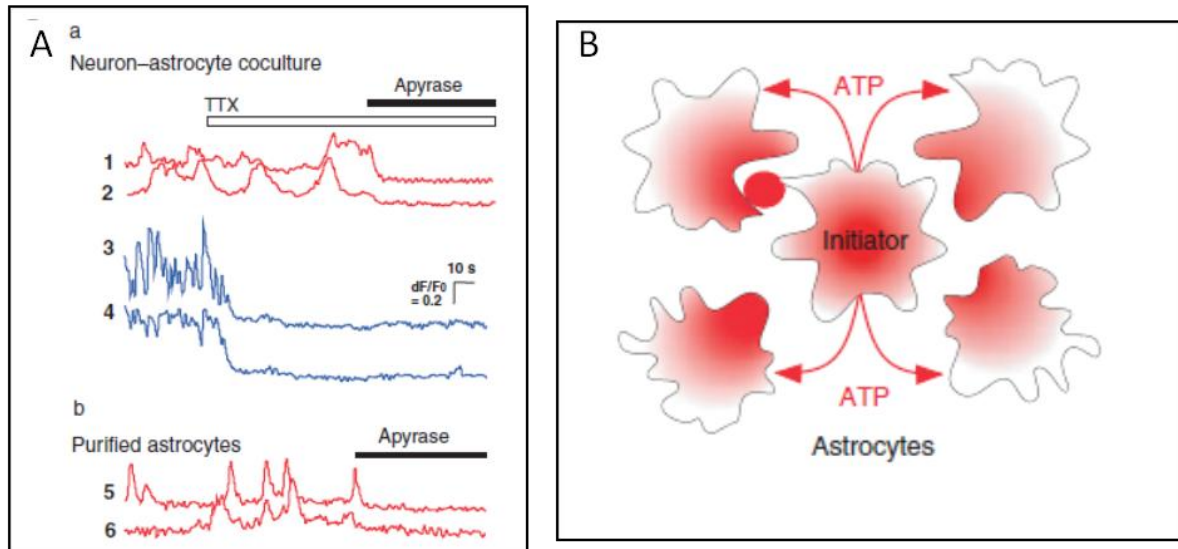 A
a
Neuron–astrocyte coculture
Apyrase
TTX
1
2
3
4
10 s
dF/F0
= 0.2
b
Purified astrocytes
Apyrase
5
6
B
ATP
Initiator
ATP
Astrocytes